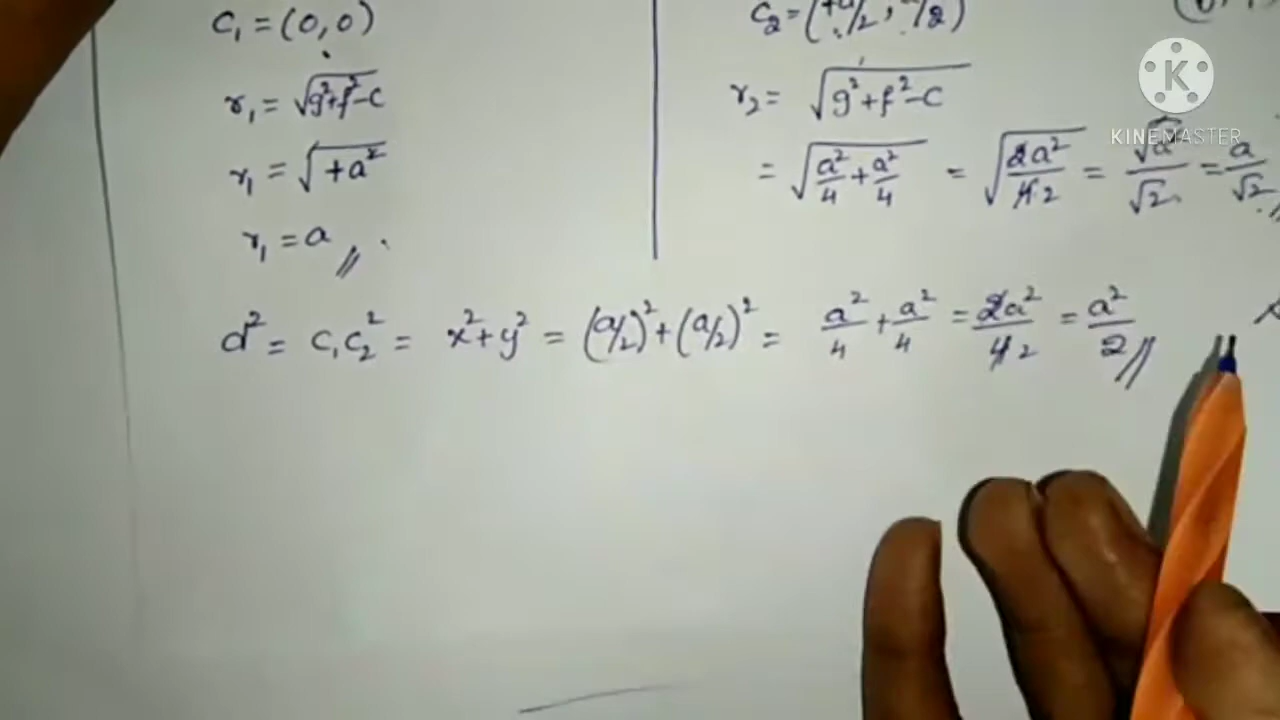 C₁ = (0,0)
r₁ = √g²+f²-c
r₁ = √+a²
r₁ = a //
C₂ = (+a/2, a/2)
r₂ = √g²+f²-c
= √a²/4 + a²/4 = √2a²/4 2 = √a²/√2 = a/√2 //
d² = C₁C₂² = x²+y² = (a/2)² + (a/2)² = a²/4 + a²/4 = 2a²/4 2 = a²/2 //
K
KINEMASTER